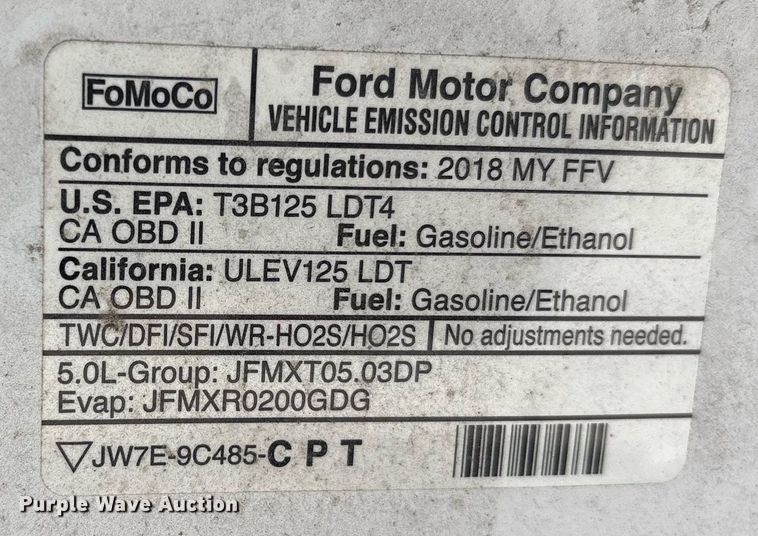 FoMoCo
Ford Motor Company
VEHICLE EMISSION CONTROL INFORMATION
Conforms to regulations: 2018 MY FFV
U.S. EPA: T3B125 LDT4
CA OBD II Fuel: Gasoline/Ethanol
California: ULEV125 LDT
CA OBD II Fuel: Gasoline/Ethanol
TWC/DFI/SFI/WR-HO2S/HO2S No adjustments needed.
5.0L-Group: JFMXT05.03DP
Evap: JFMXR0200GDG
JW7E-9C485-C P T
Purple Wave Auction